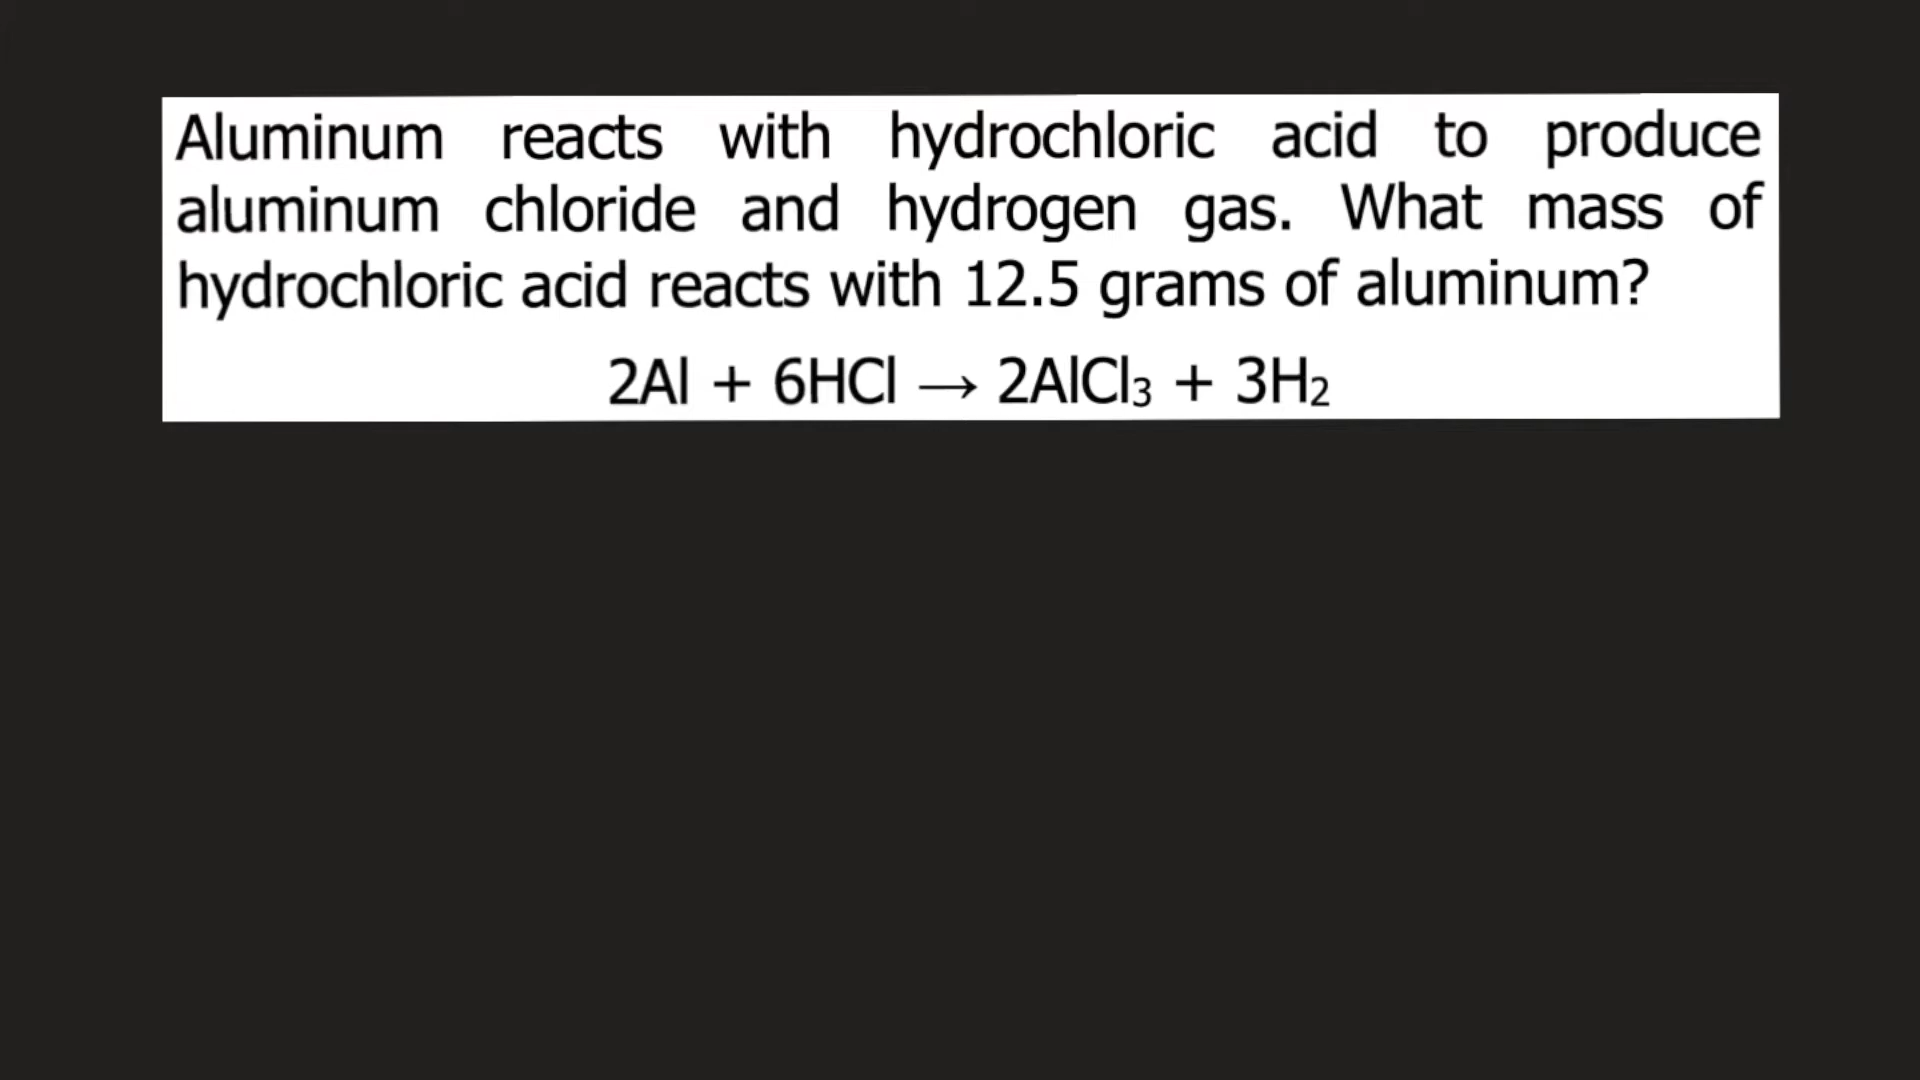 Aluminum reacts with hydrochloric acid to produce
aluminum chloride and hydrogen gas. What mass of
hydrochloric acid reacts with 12.5 grams of aluminum?
2Al + 6HCl → 2AlCl₃ + 3H₂